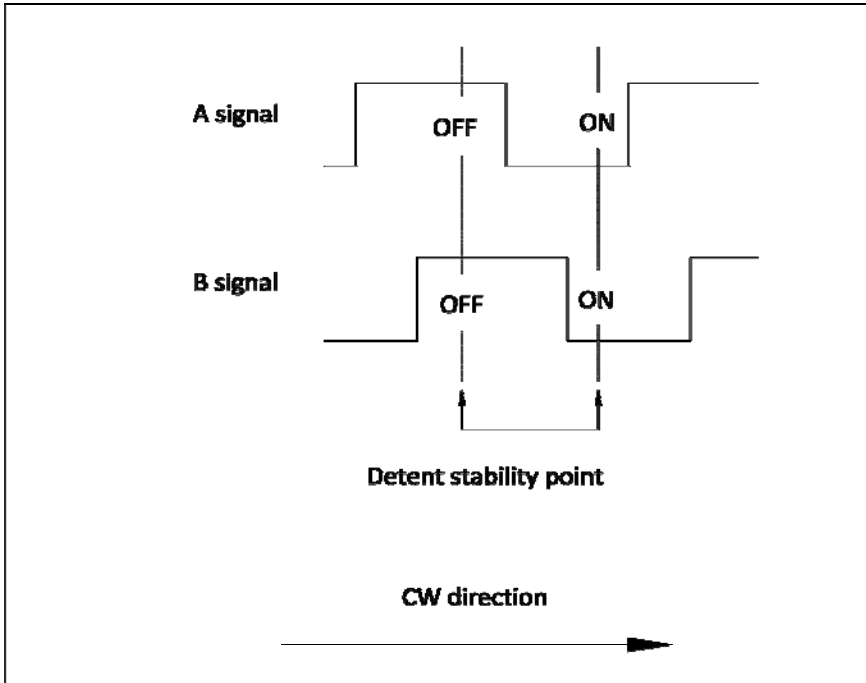 A signal
OFF
ON
B signal
OFF
ON
Detent stability point
CW direction